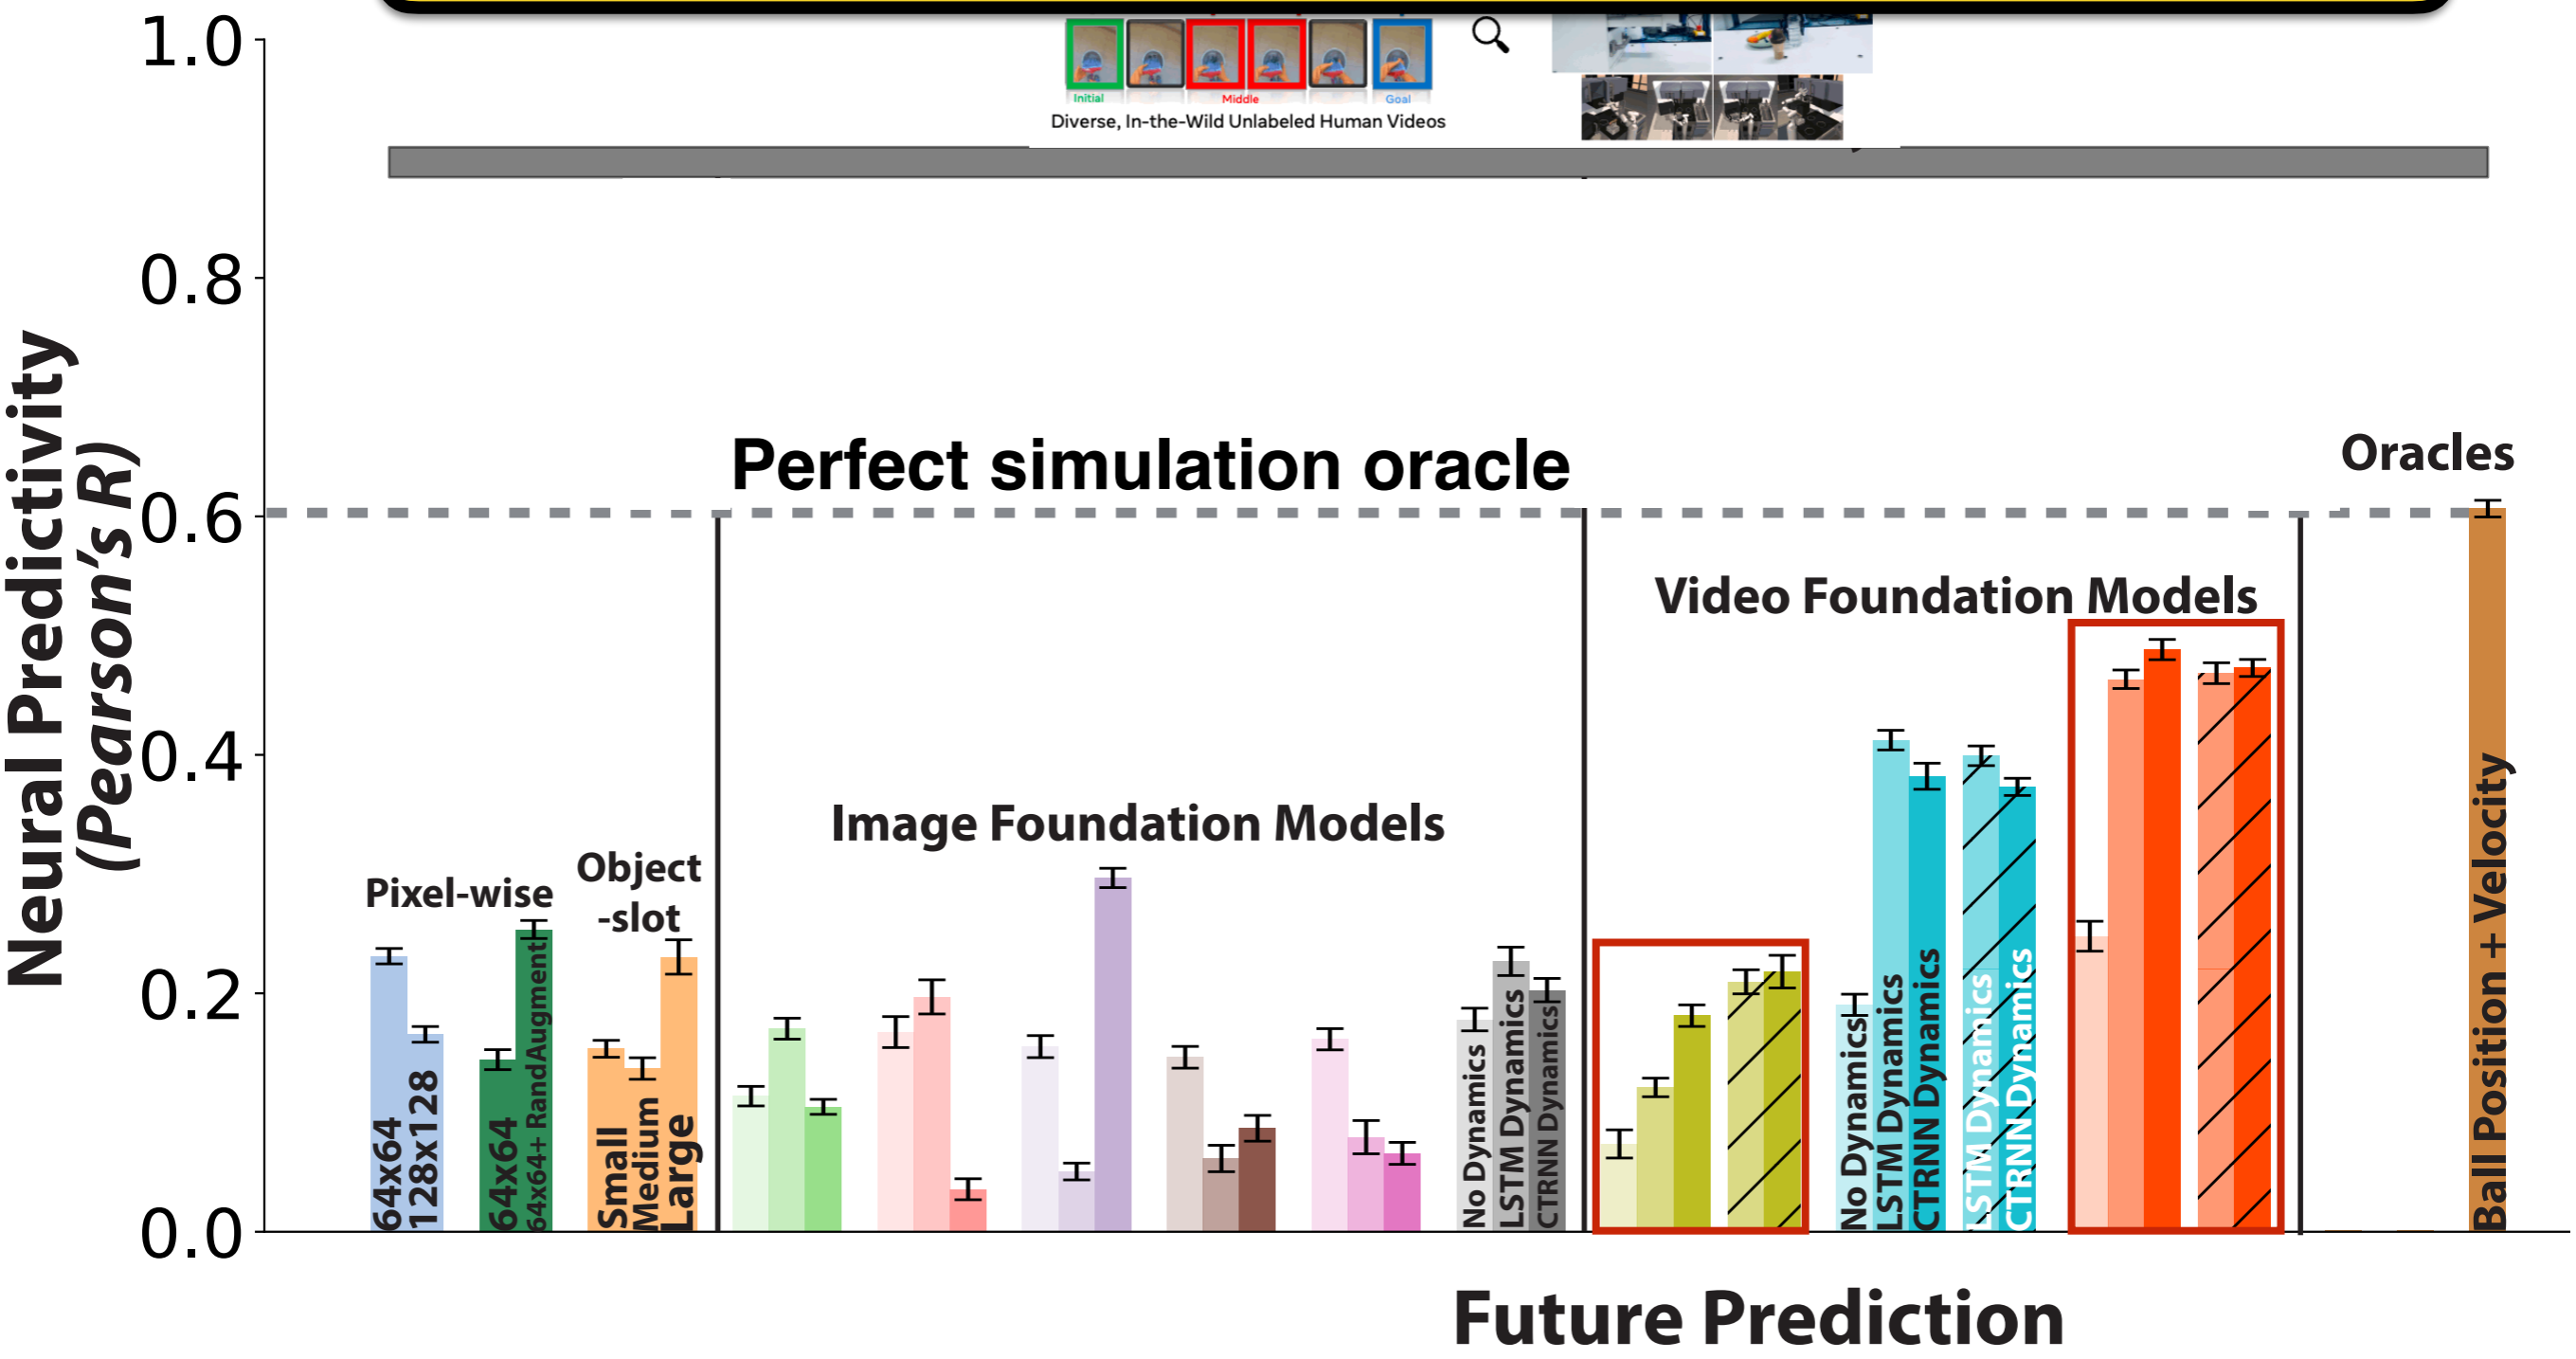 1.0
Initial
Middle
Goal
Diverse, In-the-Wild Unlabeled Human Videos
0.8
Neural Predictivity
(Pearson's R)
Perfect simulation oracle
Oracles
0.6
Video Foundation Models
0.4
Image Foundation Models
Object
-slot
Pixel-wise
0.2
64x64
128x128
64x64
64x64+ RandAugment
Small
Medium
Large
No Dynamics
LSTM Dynamics
CTRNN Dynamics
No Dynamics
LSTM Dynamics
CTRNN Dynamics
LSTM Dynamics
CTRNN Dynamics
Ball Position + Velocity
0.0
Future Prediction